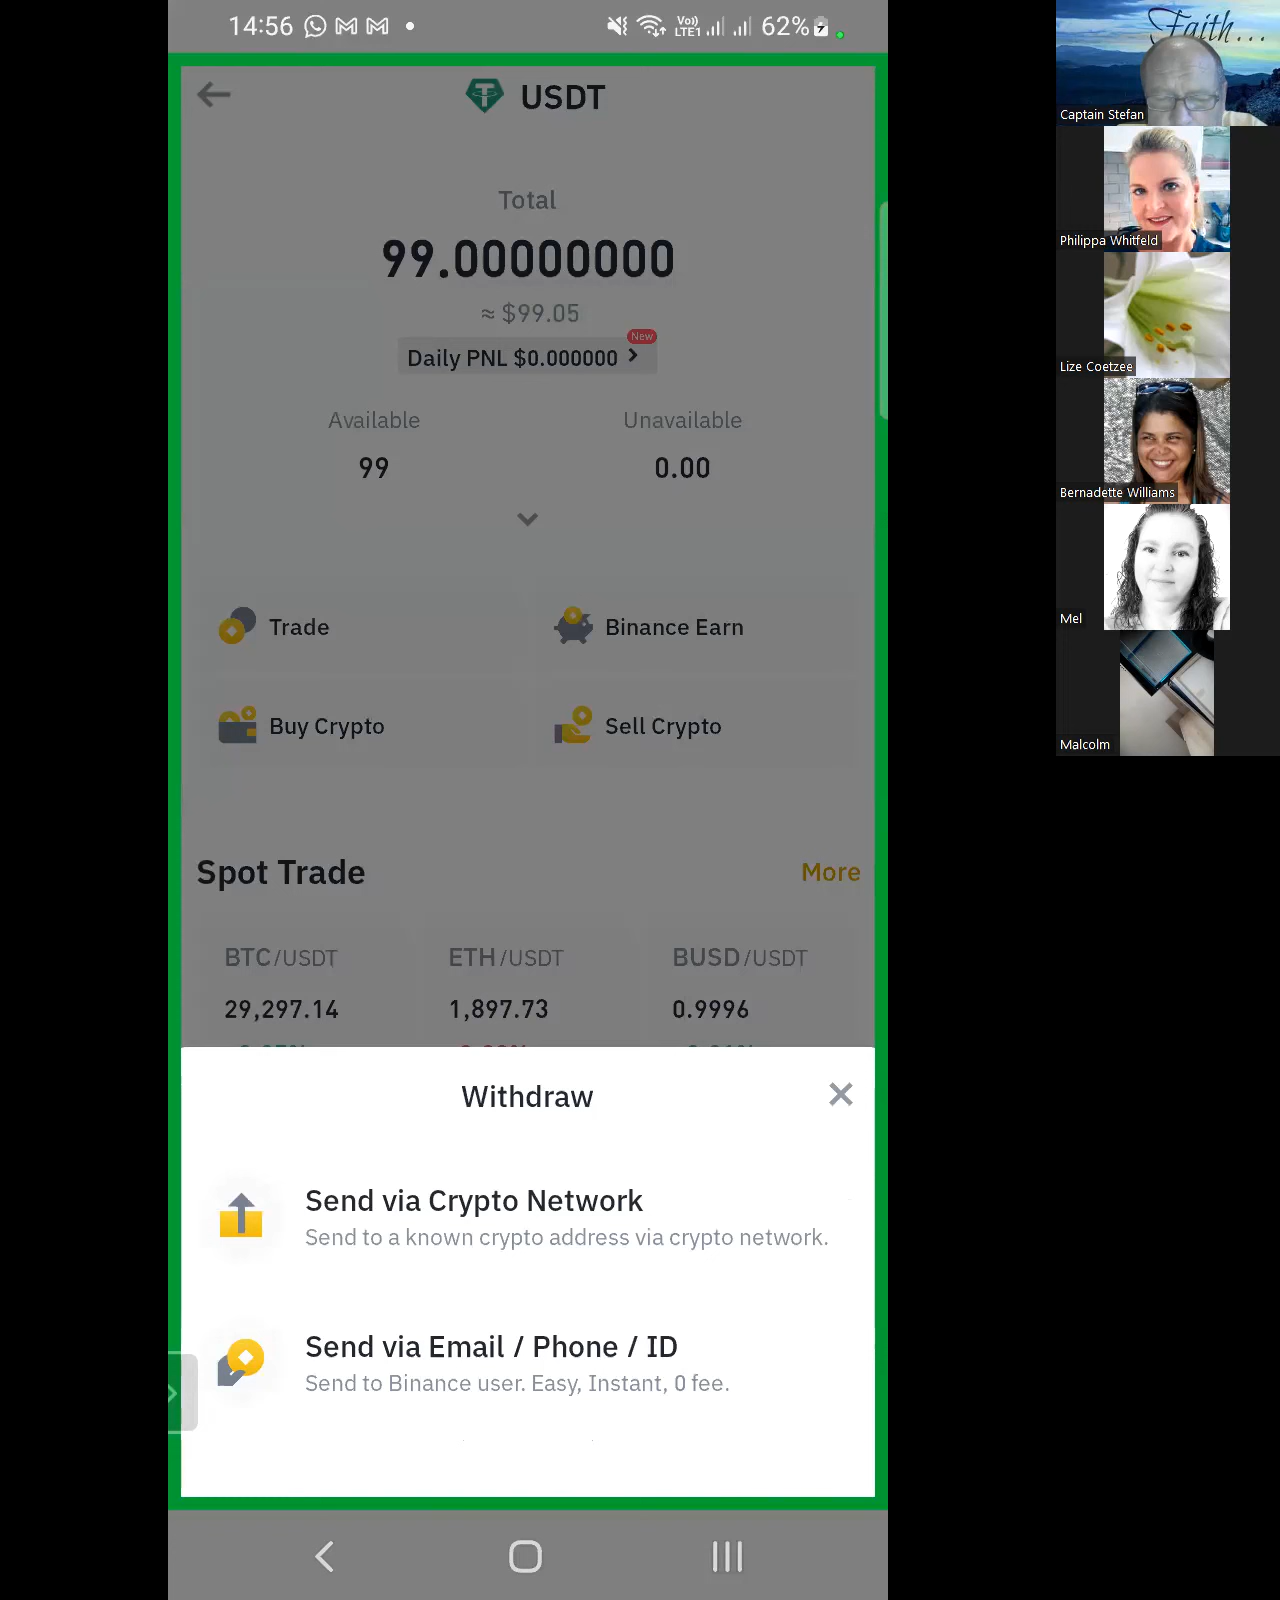 14:56
Vo)) LTE1 62%
USDT
Total
99.00000000
≈ $99.05
New
Daily PNL $0.000000
Available Unavailable
99 0.00
Trade Binance Earn
Buy Crypto Sell Crypto
Spot Trade More
BTC/USDT ETH/USDT BUSD/USDT
29,297.14 1,897.73 0.9996
Withdraw
Send via Crypto Network
Send to a known crypto address via crypto network.
Send via Email / Phone / ID
Send to Binance user. Easy, Instant, 0 fee.
Faith...
Captain Stefan
Philippa Whitfeld
Lize Coetzee
Bernadette Williams
Mel
Malcolm